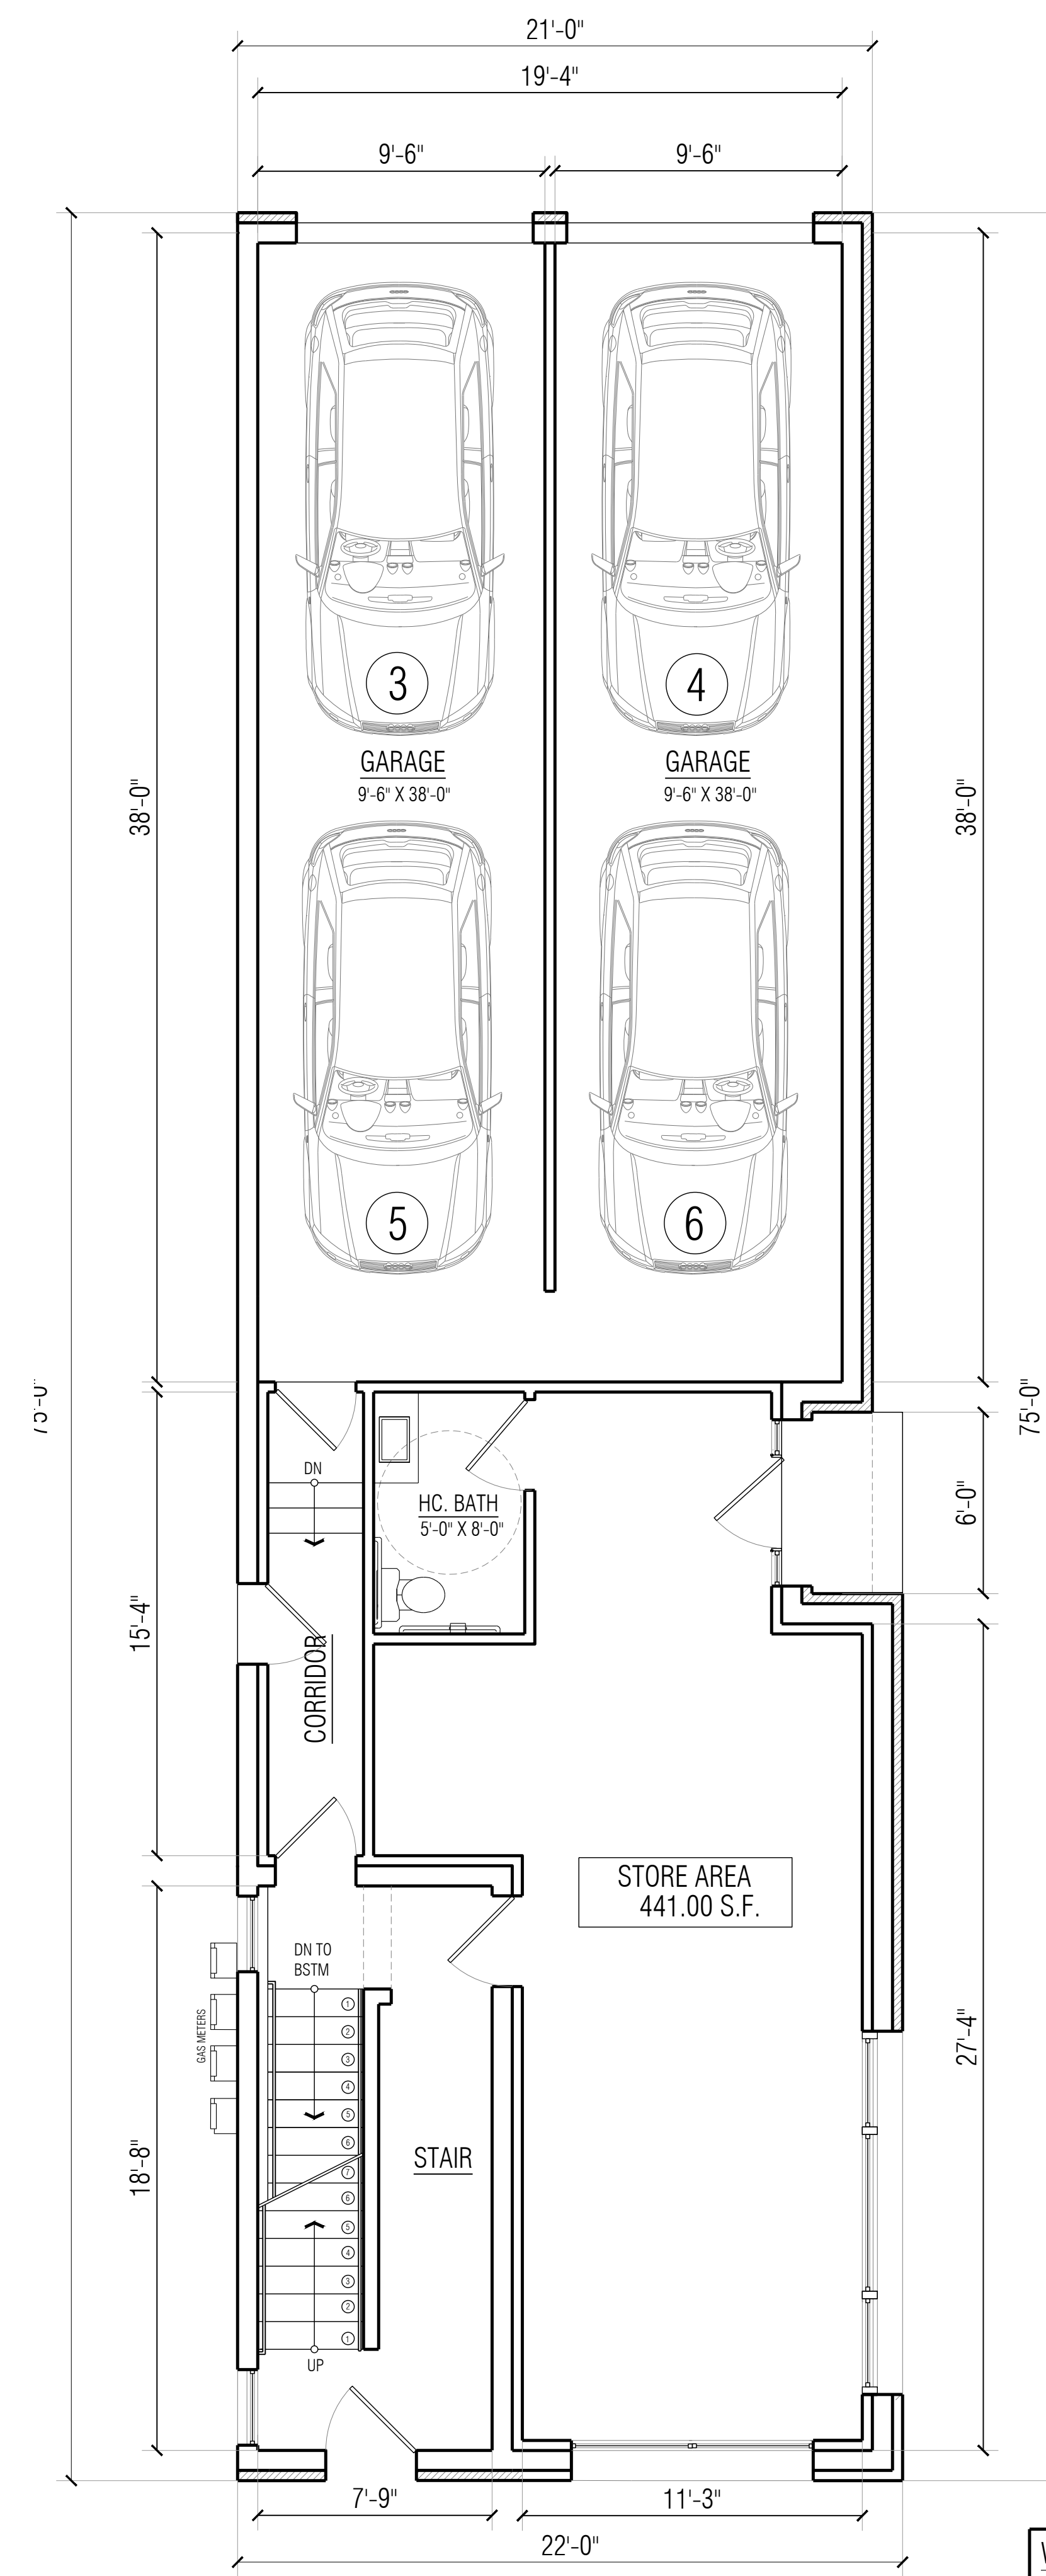 21'-0"
19'-4"
9'-6"
9'-6"
3
4
GARAGE
9'-6" X 38'-0"
GARAGE
9'-6" X 38'-0"
38'-0"
38'-0"
5
6
75'-0"
DN
HC. BATH
5'-0" X 8'-0"
6'-0"
15'-4"
CORRIDOR
STORE AREA
441.00 S.F.
DN TO
BSTM
GAS METERS
1
2
3
4
5
6
7
6
5
4
3
2
1
UP
STAIR
18'-8"
27'-4"
7'-9"
11'-3"
22'-0"